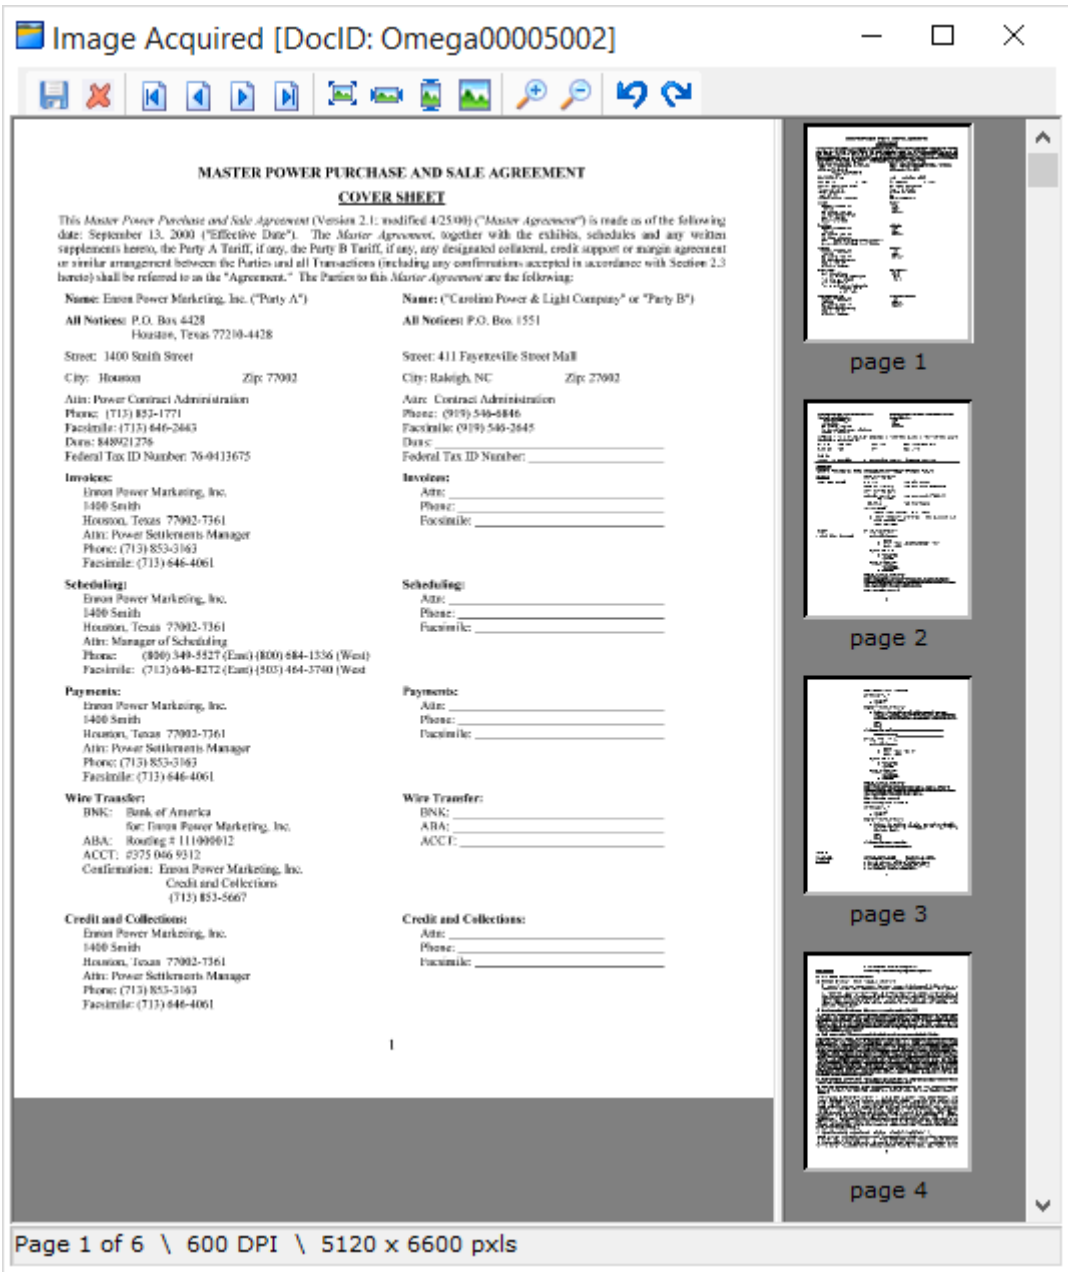 Image Acquired [DocID: Omega00005002]
MASTER POWER PURCHASE AND SALE AGREEMENT
COVER SHEET
This Master Power Purchase and Sale Agreement (Version 2.1; modified 4/25/00) ("Master Agreement") is made as of the following
date: September 13, 2000 ("Effective Date"). The Master Agreement, together with the exhibits, schedules and any written
supplements hereto, the Party A Tariff, if any, the Party B Tariff, if any, any designated collateral, credit support or margin agreement
or similar arrangement between the Parties and all Transactions (including any confirmations accepted in accordance with Section 2.3
hereto) shall be referred to as the "Agreement." The Parties to this Master Agreement are the following:
Name: Enron Power Marketing, Inc. ("Party A")
All Notices: P.O. Box 4428
Houston, Texas 77210-4428
Street: 1400 Smith Street
City: Houston Zip: 77002
Attn: Power Contract Administration
Phone: (713) 853-1771
Facsimile: (713) 646-2443
Duns: 848921276
Federal Tax ID Number: 76-0413675
Invoices:
Enron Power Marketing, Inc.
1400 Smith
Houston, Texas 77002-7361
Attn: Power Settlements Manager
Phone: (713) 853-3163
Facsimile: (713) 646-4061
Scheduling:
Enron Power Marketing, Inc.
1400 Smith
Houston, Texas 77002-7361
Attn: Manager of Scheduling
Phone: (800) 349-5527 (East) (800) 684-1336 (West)
Facsimile: (713) 646-8272 (East) (503) 464-3740 (West
Payments:
Enron Power Marketing, Inc.
1400 Smith
Houston, Texas 77002-7361
Attn: Power Settlements Manager
Phone: (713) 853-3163
Facsimile: (713) 646-4061
Wire Transfer:
BNK: Bank of America
for: Enron Power Marketing, Inc.
ABA: Routing # 111000012
ACCT: #375 046 9312
Confirmation: Enron Power Marketing, Inc.
Credit and Collections
(713) 853-5667
Credit and Collections:
Enron Power Marketing, Inc.
1400 Smith
Houston, Texas 77002-7361
Attn: Power Settlements Manager
Phone: (713) 853-3163
Facsimile: (713) 646-4061
Name: ("Carolina Power & Light Company" or "Party B")
All Notices: P.O. Box 1551
Street: 411 Fayetteville Street Mall
City: Raleigh, NC Zip: 27602
Attn: Contract Administration
Phone: (919) 546-6846
Facsimile: (919) 546-2645
Duns:
Federal Tax ID Number:
Invoices:
Attn:
Phone:
Facsimile:
Scheduling:
Attn:
Phone:
Facsimile:
Payments:
Attn:
Phone:
Facsimile:
Wire Transfer:
BNK:
ABA:
ACCT:
Credit and Collections:
Attn:
Phone:
Facsimile:
1
page 1
page 2
page 3
page 4
Page 1 of 6 \ 600 DPI \ 5120 x 6600 pxls